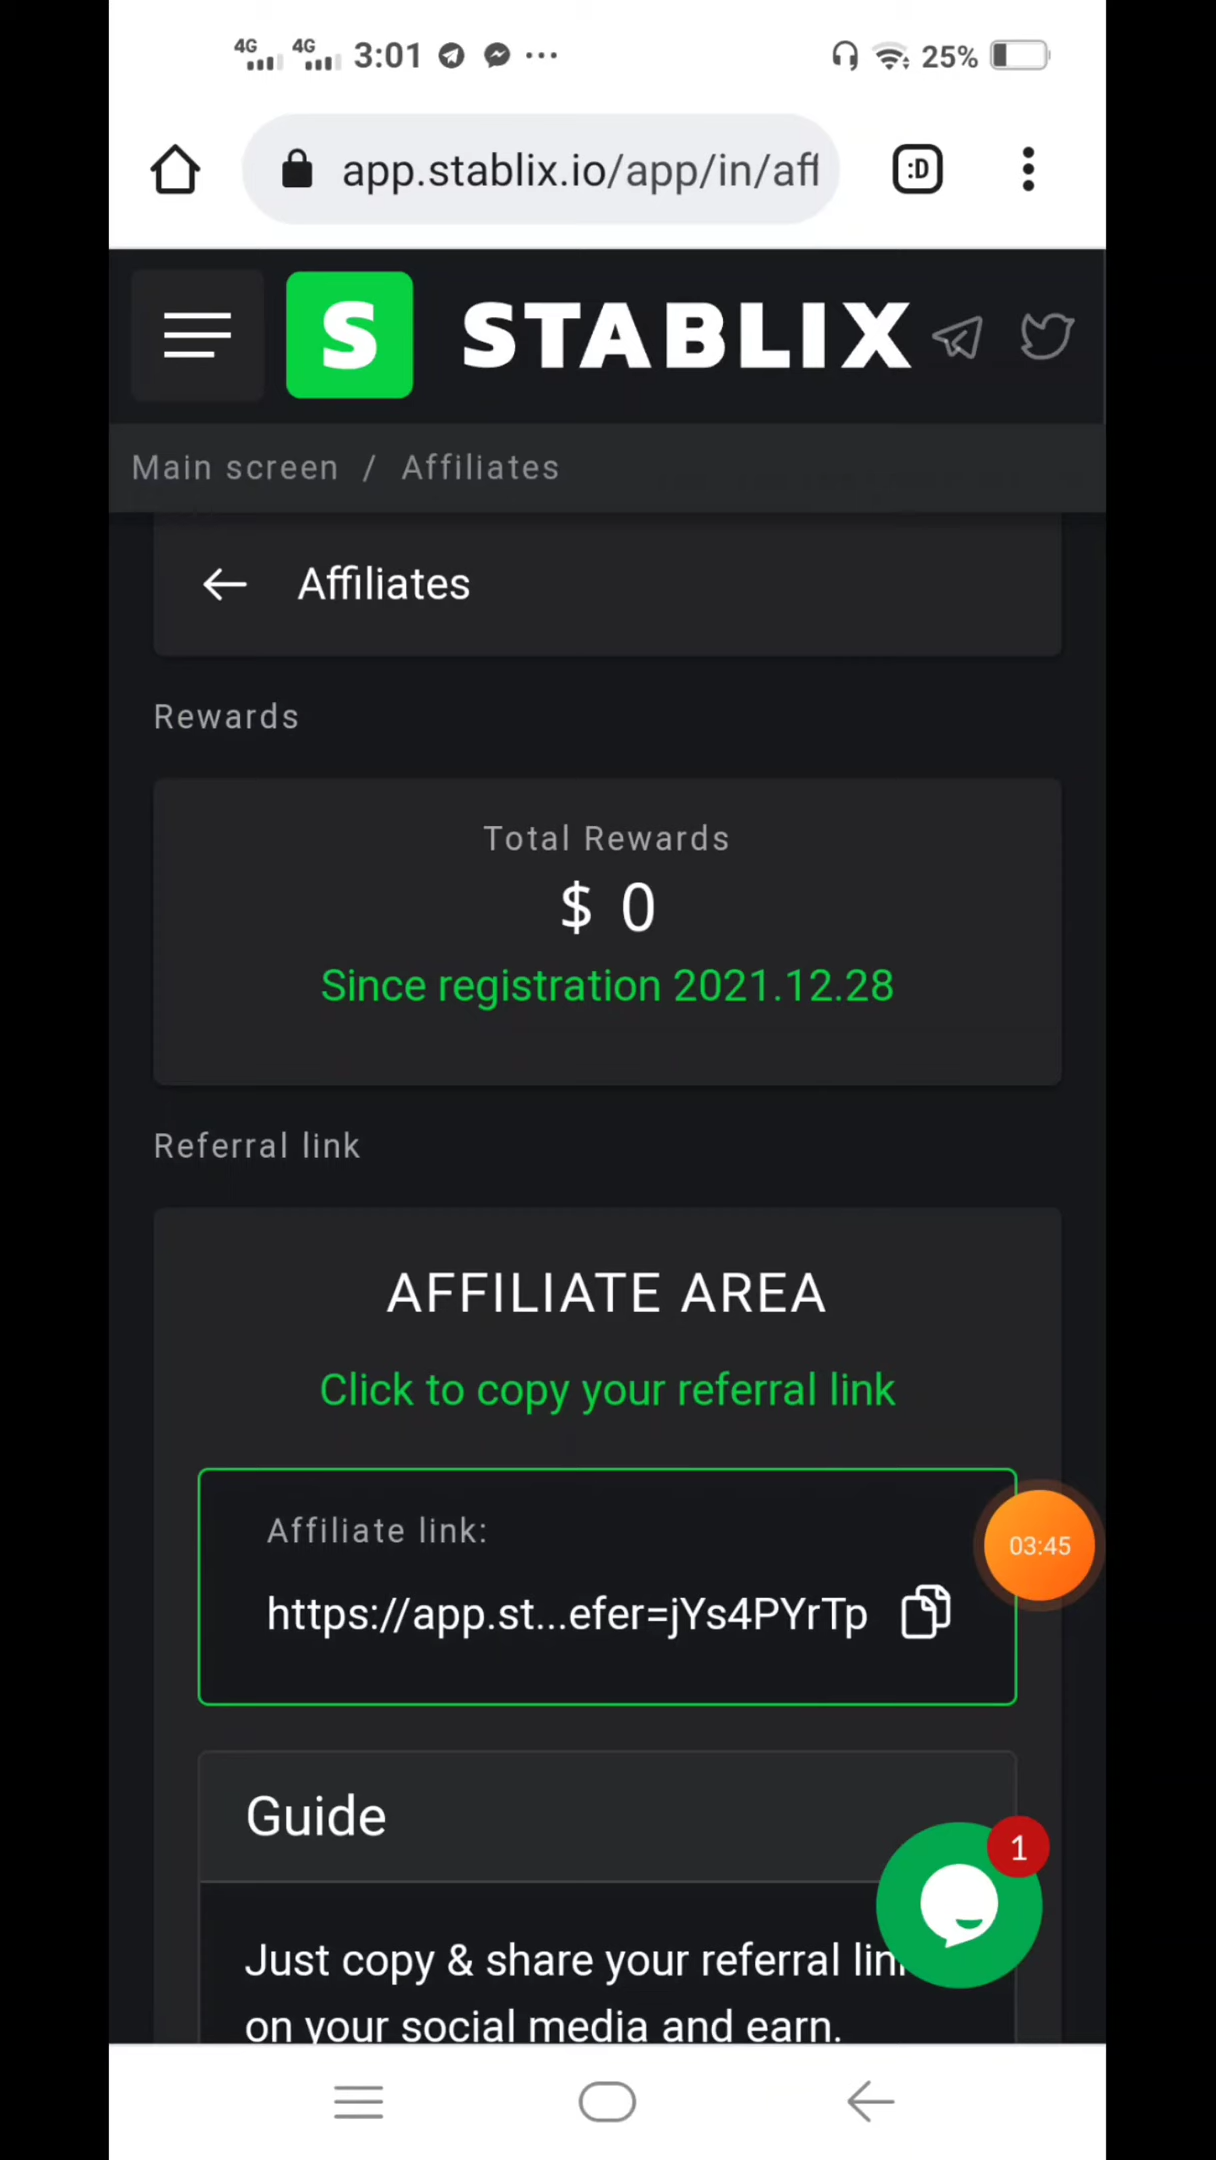 4G 4G 3:01 ... 25%
app.stablix.io/app/in/aff
:D
S STABLIX
Main screen / Affiliates
Affiliates
Rewards
Total Rewards
$ 0
Since registration 2021.12.28
Referral link
AFFILIATE AREA
Click to copy your referral link
Affiliate link:
03:45
https://app.st...efer=jYs4PYrTp
Guide
1
Just copy & share your referral lin
on your social media and earn.